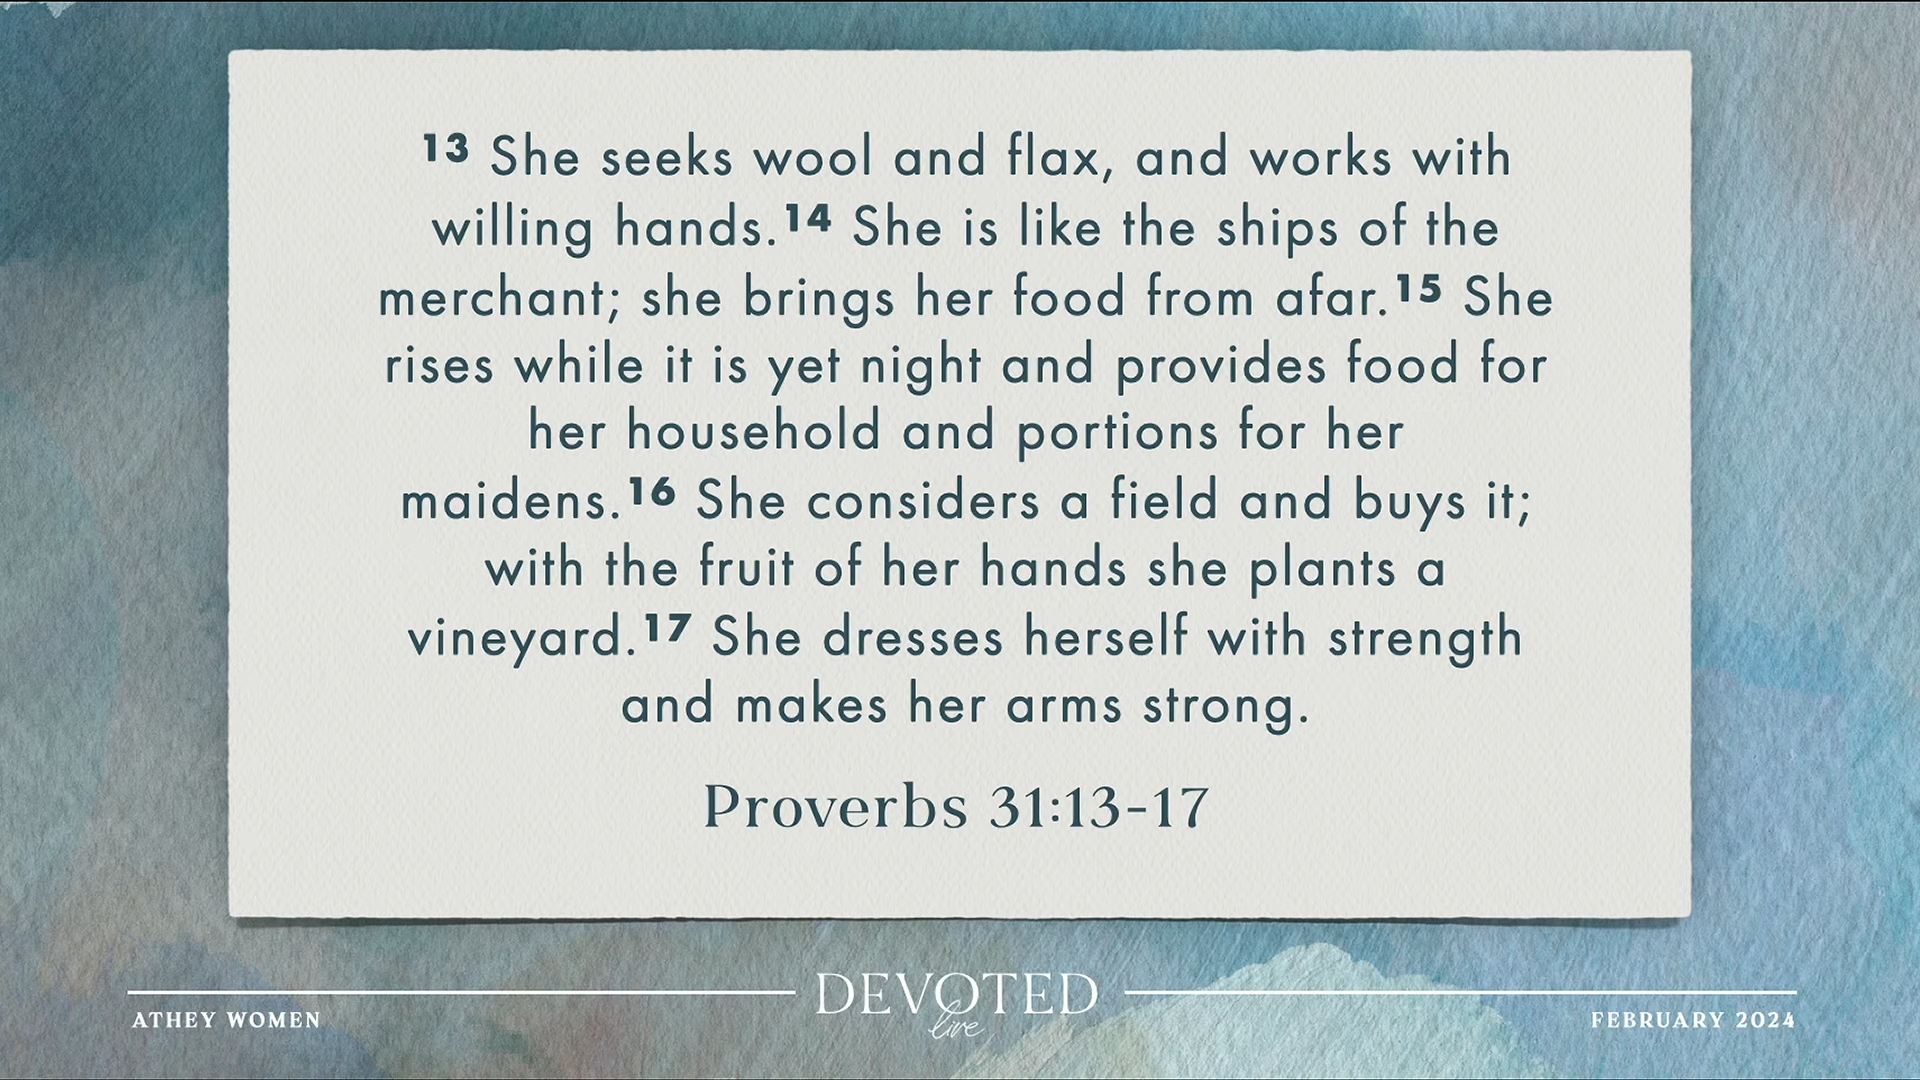 13 She seeks wool and flax, and works with
willing hands.14 She is like the ships of the
merchant; she brings her food from afar.15 She
rises while it is yet night and provides food for
her household and portions for her
maidens.16 She considers a field and buys it;
with the fruit of her hands she plants a
vineyard.17 She dresses herself with strength
and makes her arms strong.
Proverbs 31:13-17
DEVOTED
live
ATHEY WOMEN
FEBRUARY 2024